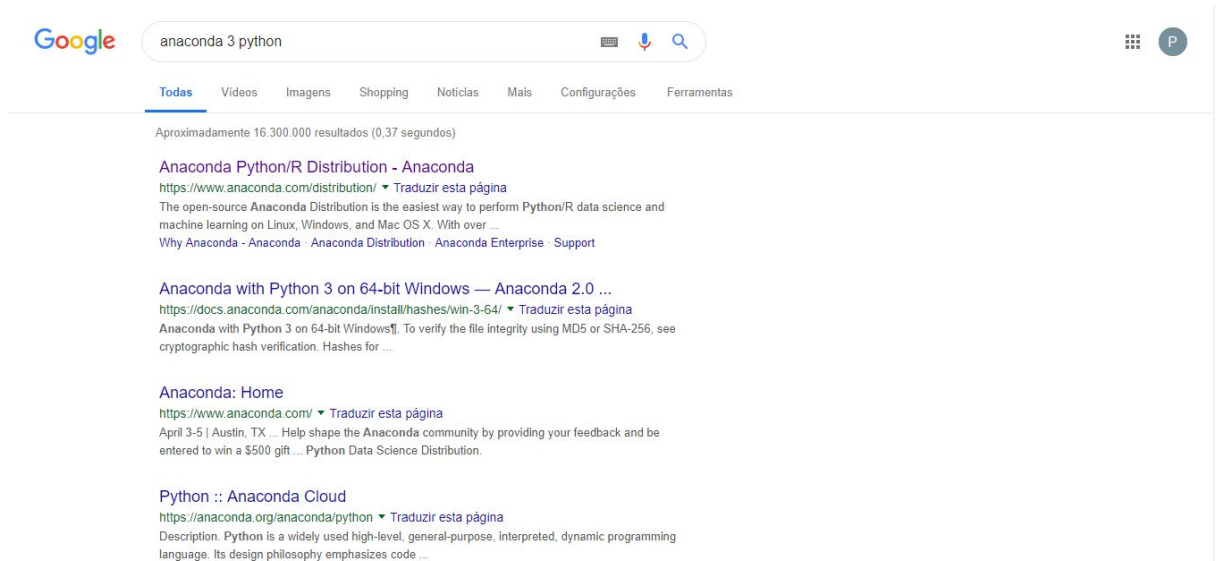 Google
anaconda 3 python
P
Todas Vídeos Imagens Shopping Notícias Mais Configurações Ferramentas
Aproximadamente 16.300.000 resultados (0,37 segundos)
Anaconda Python/R Distribution - Anaconda
https://www.anaconda.com/distribution/ ▼ Traduzir esta página
The open-source Anaconda Distribution is the easiest way to perform Python/R data science and
machine learning on Linux, Windows, and Mac OS X. With over ...
Why Anaconda - Anaconda · Anaconda Distribution · Anaconda Enterprise · Support
Anaconda with Python 3 on 64-bit Windows — Anaconda 2.0 ...
https://docs.anaconda.com/anaconda/install/hashes/win-3-64/ ▼ Traduzir esta página
Anaconda with Python 3 on 64-bit Windows¶. To verify the file integrity using MD5 or SHA-256, see
cryptographic hash verification. Hashes for ...
Anaconda: Home
https://www.anaconda.com/ ▼ Traduzir esta página
April 3-5 | Austin, TX ... Help shape the Anaconda community by providing your feedback and be
entered to win a $500 gift ... Python Data Science Distribution.
Python :: Anaconda Cloud
https://anaconda.org/anaconda/python ▼ Traduzir esta página
Description. Python is a widely used high-level, general-purpose, interpreted, dynamic programming
language. Its design philosophy emphasizes code ...